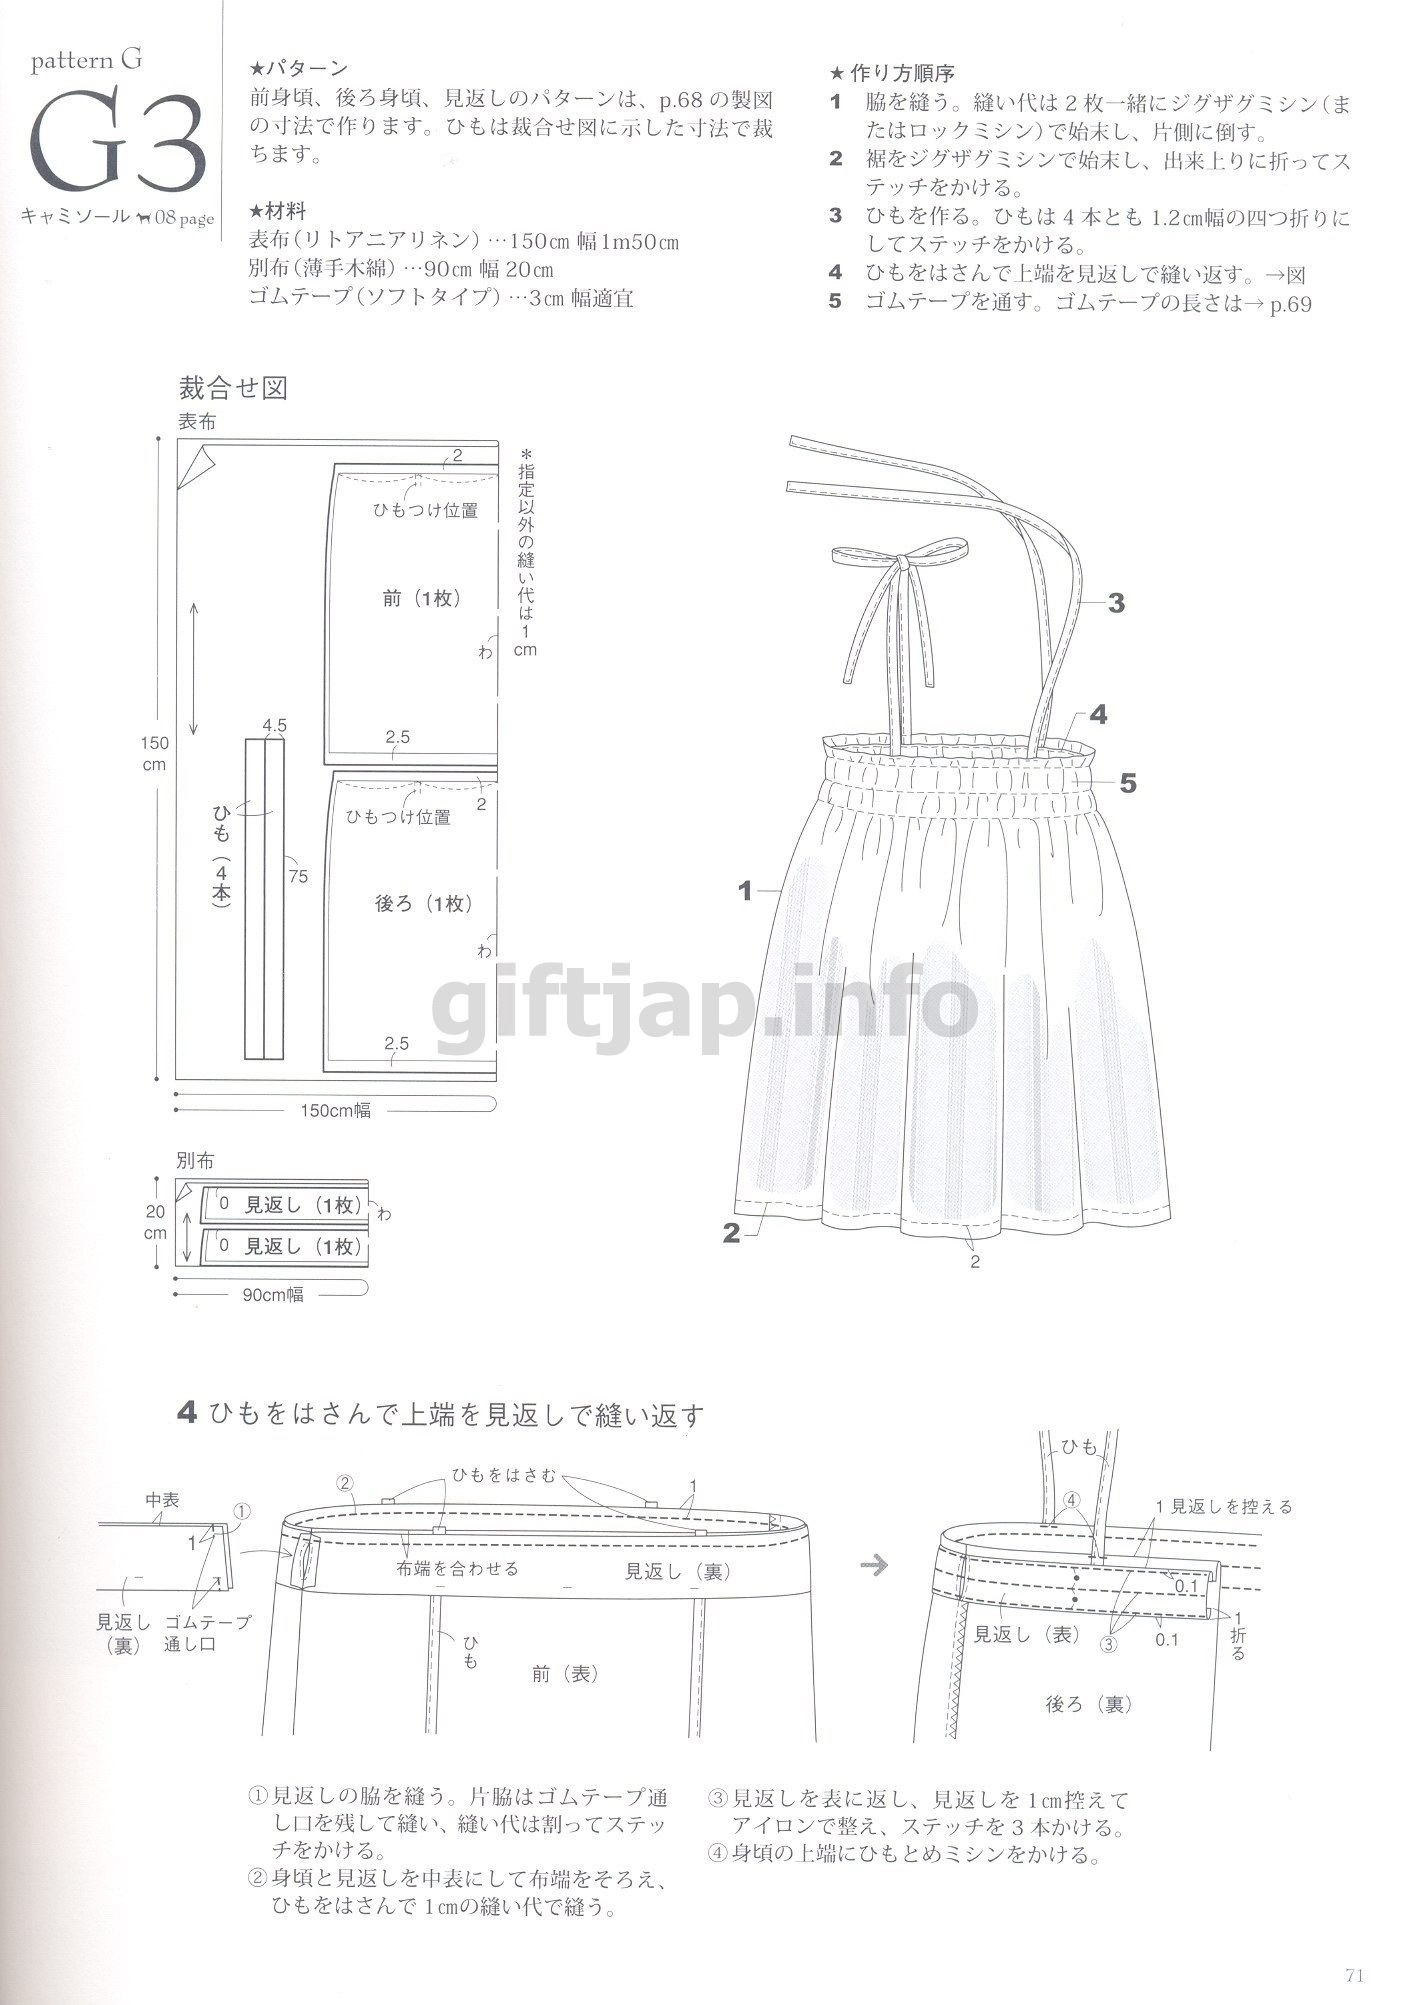 pattern G
G3
キャミソール 08 page
★パターン
前身頃、後ろ身頃、見返しのパターンは、p.68 の製図
の寸法で作ります。ひもは裁合せ図に示した寸法で裁
ちます。
★材料
表布（リトアニアリネン）…150㎝ 幅1m50㎝
別布（薄手木綿）…90㎝ 幅 20㎝
ゴムテープ（ソフトタイプ）…3㎝ 幅適宜
★ 作り方順序
1 脇を縫う。縫い代は 2 枚一緒にジグザグミシン（ま
たはロックミシン）で始末し、片側に倒す。
2 裾をジグザグミシンで始末し、出来上りに折ってス
テッチをかける。
3 ひもを作る。ひもは 4 本とも 1.2㎝幅の四つ折りに
してステッチをかける。
4 ひもをはさんで上端を見返しで縫い返す。→図
5 ゴムテープを通す。ゴムテープの長さは→ p.69
裁合せ図
表布
2
ひもつけ位置
前（1枚）
わ
2.5
＊指定以外の縫い代は1cm
150
cm
4.5
ひも（4本）
75
2
ひもつけ位置
後ろ（1枚）
わ
2.5
150cm幅
別布
20
cm
0 見返し（1枚）
わ
0 見返し（1枚）
90cm幅
3
4
5
1
2
2
giftjap.info
4 ひもをはさんで上端を見返しで縫い返す
中表
①
1
見返し
（裏）
ゴムテープ
通し口
②
ひもをはさむ
1
布端を合わせる
見返し（裏）
ひも
前（表）
ひも
④
1 見返しを控える
0.1
見返し（表）
③
0.1
1
折る
後ろ（裏）
①見返しの脇を縫う。片脇はゴムテープ通
し口を残して縫い、縫い代は割ってステッ
チをかける。
②身頃と見返しを中表にして布端をそろえ、
ひもをはさんで 1㎝の縫い代で縫う。
③見返しを表に返し、見返しを 1㎝控えて
アイロンで整え、ステッチを 3 本かける。
④身頃の上端にひもとめミシンをかける。
71